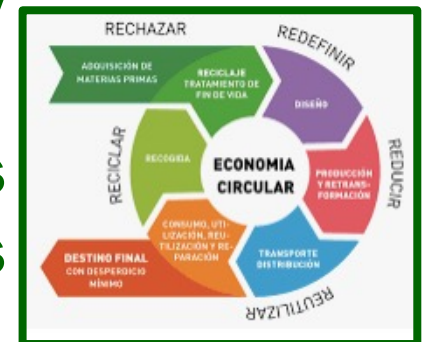 RECHAZAR
REDEFINIR
ADQUISICIÓN DE
MATERIAS PRIMAS
RECICLAJE
TRATAMIENTO DE
FIN DE VIDA
DISEÑO
REDUCIR
PRODUCCIÓN
Y RETRANS-
FORMACIÓN
ECONOMIA
CIRCULAR
RECOGIDA
RECICLAR
CONSUMO, UTI-
LIZACIÓN, REU-
TILIZACIÓN Y RE-
PARACIÓN
TRANSPORTE
DISTRIBUCIÓN
REUTILIZAR
DESTINO FINAL
CON DESPERDICIO
MÍNIMO
S
S